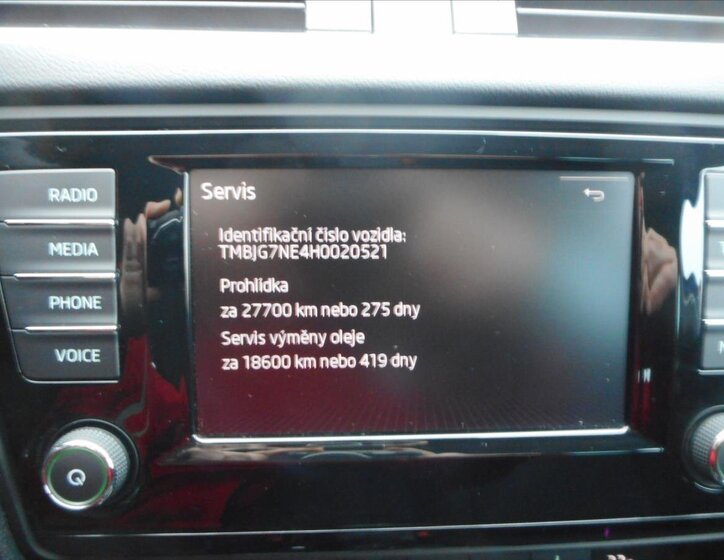 RADIO
MEDIA
PHONE
VOICE
Servis
Identifikační číslo vozidla:
TMBJG7NE4H0020521
Prohlídka
za 27700 km nebo 275 dny
Servis výměny oleje
za 18600 km nebo 419 dny